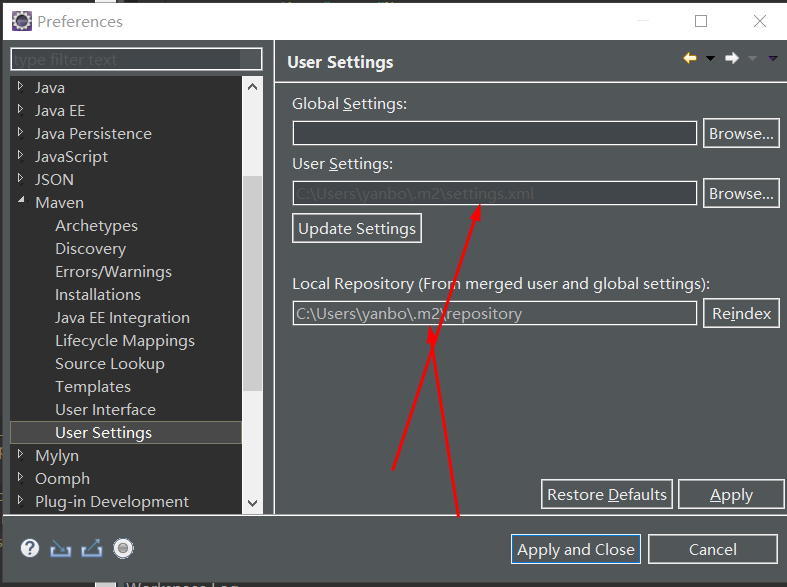 Preferences
type filter text
Java
Java EE
Java Persistence
JavaScript
JSON
Maven
Archetypes
Discovery
Errors/Warnings
Installations
Java EE Integration
Lifecycle Mappings
Source Lookup
Templates
User Interface
User Settings
Mylyn
Oomph
Plug-in Development
User Settings
Global Settings:
Browse...
User Settings:
C:\Users\yanbo\.m2\settings.xml
Browse...
Update Settings
Local Repository (From merged user and global settings):
C:\Users\yanbo\.m2\repository
Reindex
Restore Defaults
Apply
Apply and Close
Cancel
Workspace Log